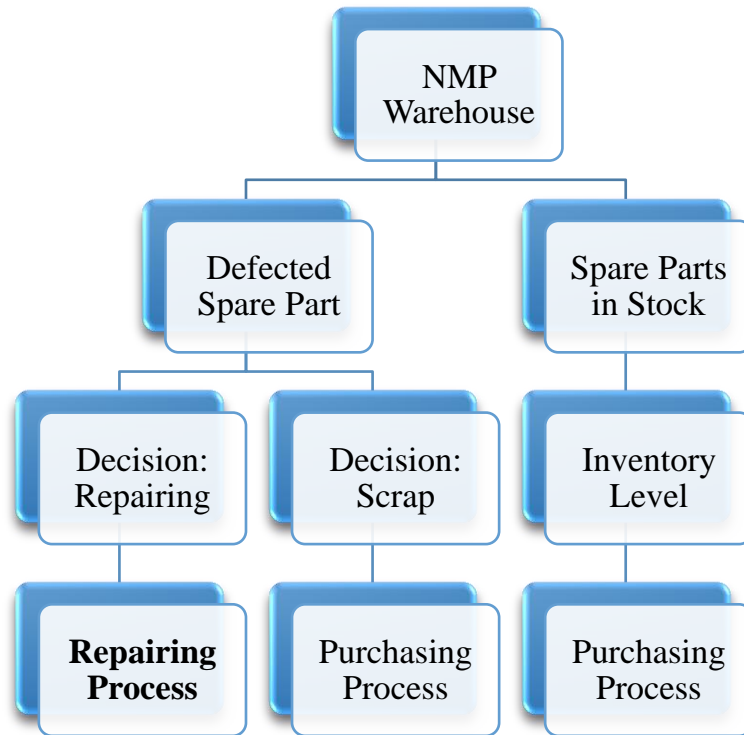 NMP
Warehouse
Defected
Spare Part
Spare Parts
in Stock
Decision:
Repairing
Decision:
Scrap
Inventory
Level
Repairing
Process
Purchasing
Process
Purchasing
Process